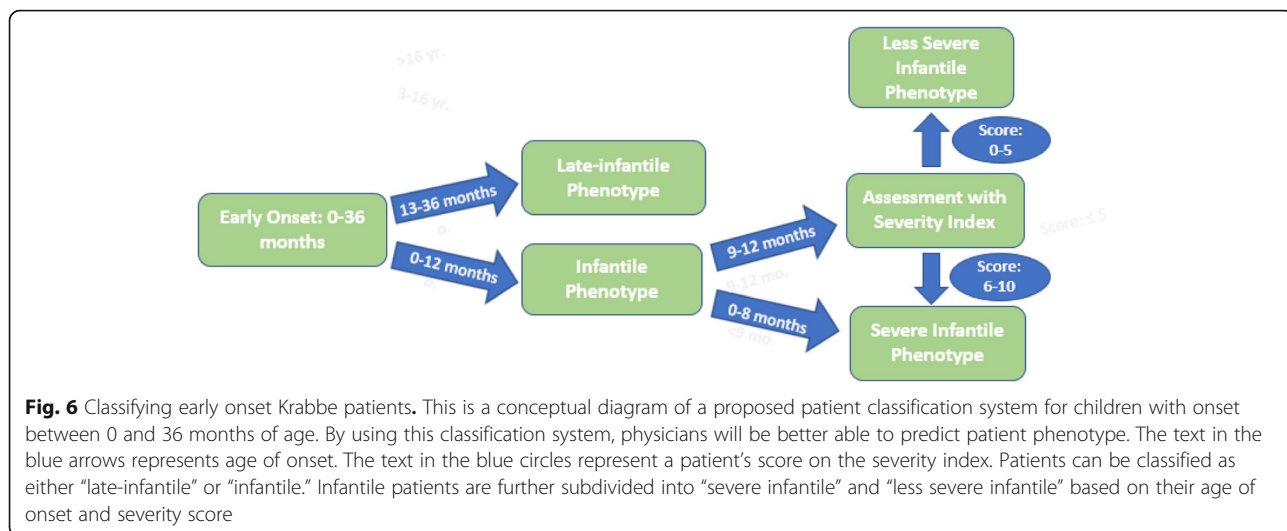 >16 yr.
3-16 yr.
Less Severe
Infantile
Phenotype
Score:
0-5
Late-infantile
Phenotype
13-36 months
Early Onset: 0-36
months
o.
0-12 months
o.
Infantile
Phenotype
9-12 months
9-12 mo.
Assessment with
Severity Index
Score: ≤5
Score:
6-10
0-8 months
<9 mo.
Severe Infantile
Phenotype
Fig. 6 Classifying early onset Krabbe patients. This is a conceptual diagram of a proposed patient classification system for children with onset
between 0 and 36 months of age. By using this classification system, physicians will be better able to predict patient phenotype. The text in the
blue arrows represents age of onset. The text in the blue circles represent a patient's score on the severity index. Patients can be classified as
either “late-infantile” or “infantile.” Infantile patients are further subdivided into “severe infantile” and “less severe infantile” based on their age of
onset and severity score